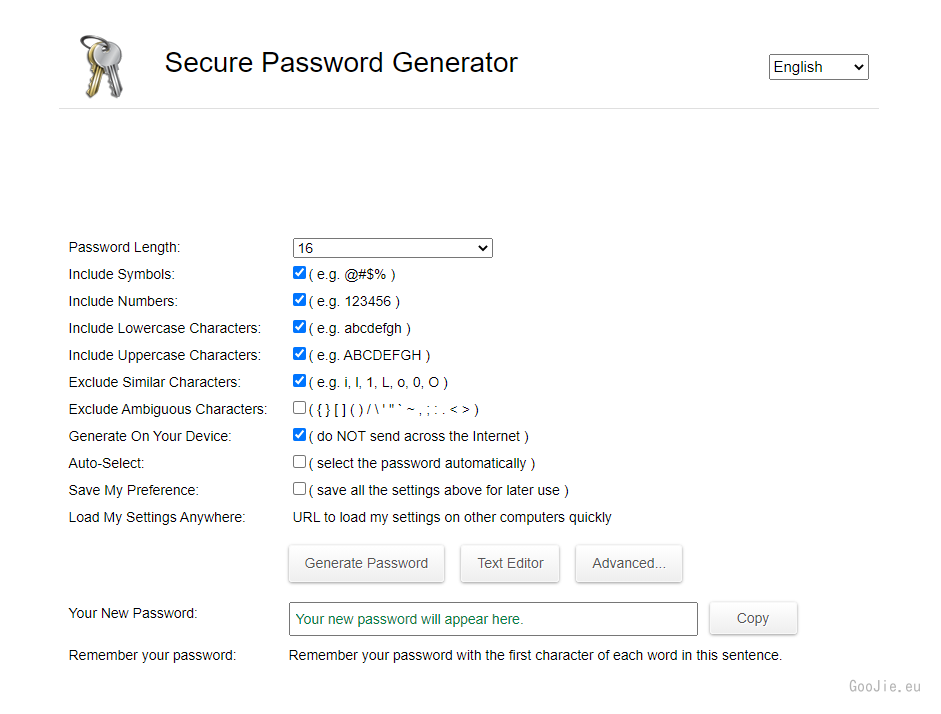 Secure Password Generator
English
Password Length: 16
Include Symbols: ( e.g. @#$% )
Include Numbers: ( e.g. 123456 )
Include Lowercase Characters: ( e.g. abcdefgh )
Include Uppercase Characters: ( e.g. ABCDEFGH )
Exclude Similar Characters: ( e.g. i, l, 1, L, o, 0, O )
Exclude Ambiguous Characters: ( { } [ ] ( ) / \ ' " ` ~ , ; : . < > )
Generate On Your Device: ( do NOT send across the Internet )
Auto-Select: ( select the password automatically )
Save My Preference: ( save all the settings above for later use )
Load My Settings Anywhere: URL to load my settings on other computers quickly
Generate Password Text Editor Advanced...
Your New Password: Your new password will appear here. Copy
Remember your password: Remember your password with the first character of each word in this sentence.
GooJie.eu